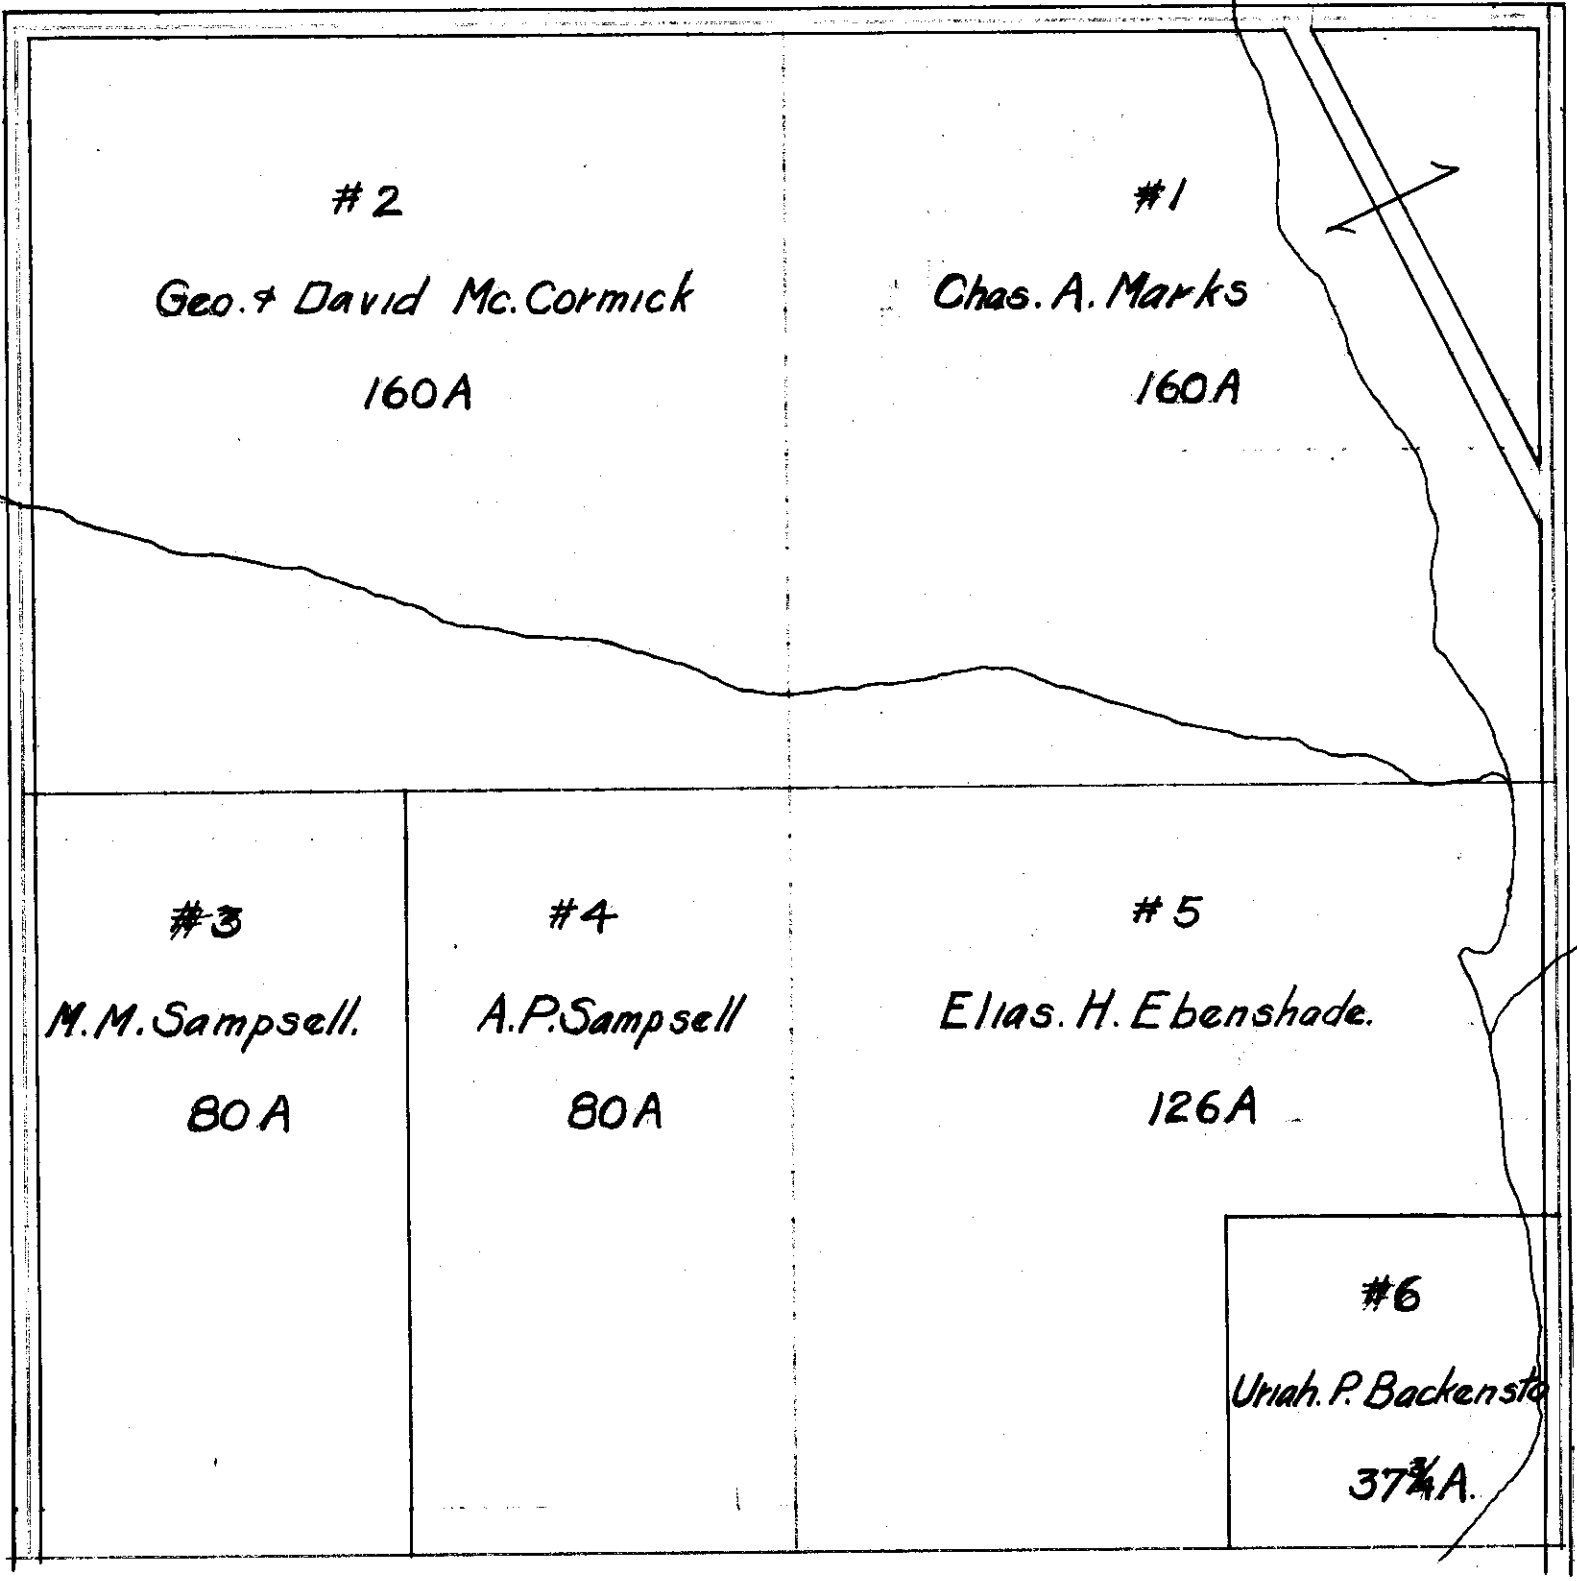 #2
Geo. & David Mc. Cormick
160A
#1
Chas. A. Marks
160A
#3
M. M. Sampsell.
80A
#4
A. P. Sampsell
80A
#5
Elias. H. Ebenshade.
126A
#6
Uriah. P. Backensto
37¾A.